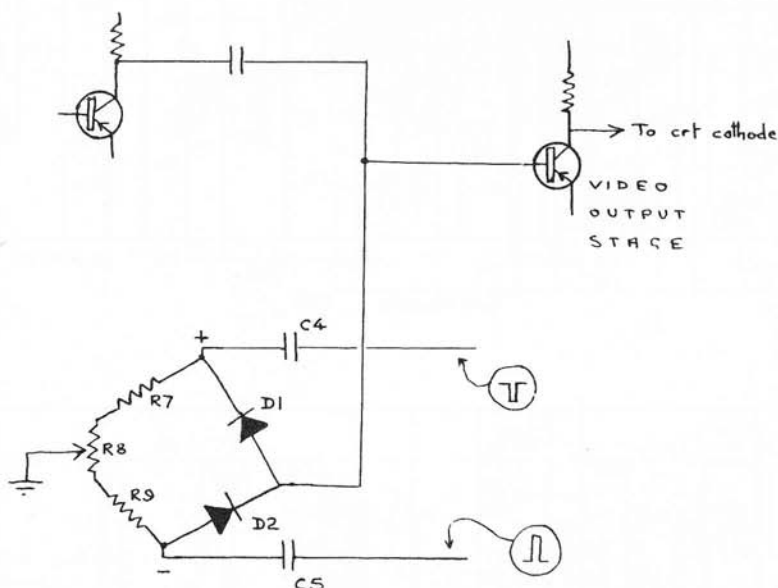 To crt cathode
VIDEO
OUTPUT
STAGE
+
C4
R7
D1
R8
R9
D2
-
C5